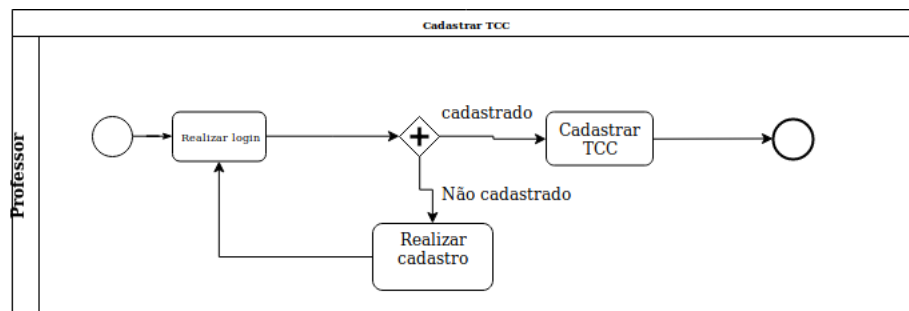 Cadastrar TCC
Professor
Realizar login
cadastrado
Cadastrar
TCC
Não cadastrado
Realizar
cadastro